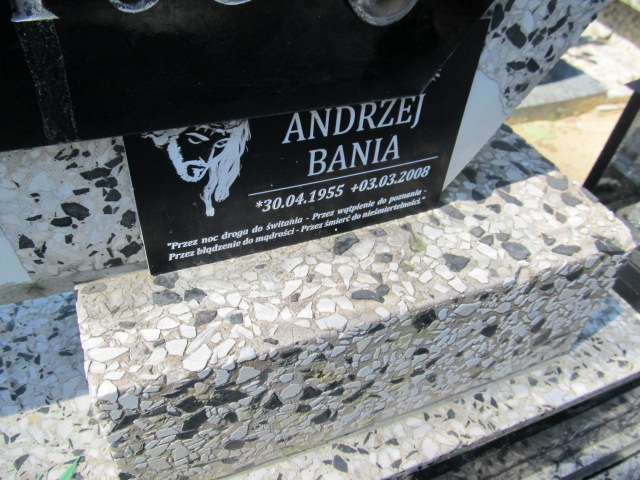 ANDRZEJ
BANIA
*30.04.1955 +03.03.2008
"Przez noc droga do świtania - Przez wątpienie do poznania -
Przez błądzenie do mądrości - Przez śmierć do nieśmiertelności."